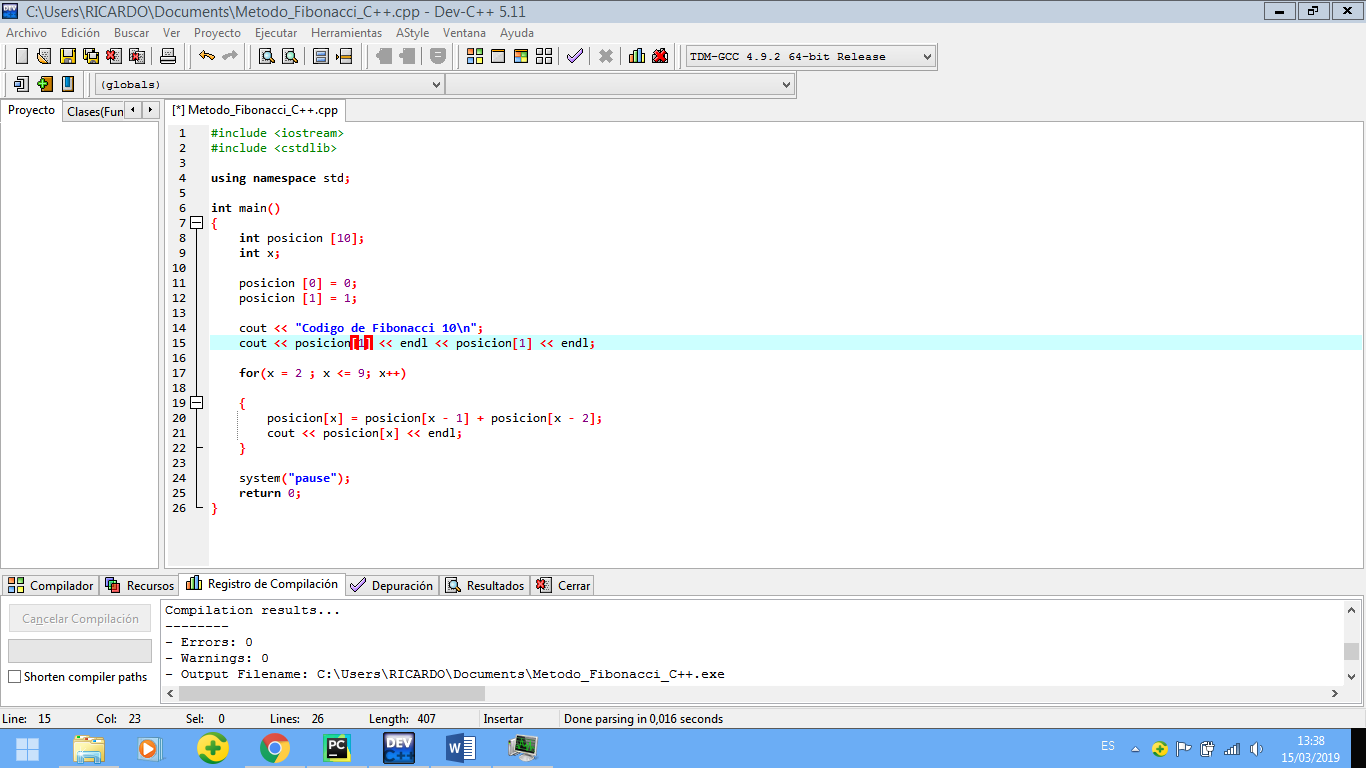 C:\Users\RICARDO\Documents\Metodo_Fibonacci_C++.cpp - Dev-C++ 5.11
Archivo Edición Buscar Ver Proyecto Ejecutar Herramientas AStyle Ventana Ayuda
TDM-GCC 4.9.2 64-bit Release
(globals)
Proyecto Clases(Fun
[*] Metodo_Fibonacci_C++.cpp
1 #include <iostream>
2 #include <cstdlib>
3
4 using namespace std;
5
6 int main()
7 {
8 int posicion [10];
9 int x;
10
11 posicion [0] = 0;
12 posicion [1] = 1;
13
14 cout << "Codigo de Fibonacci 10\n";
15 cout << posicion[1] << endl << posicion[1] << endl;
16
17 for(x = 2 ; x <= 9; x++)
18
19 {
20 posicion[x] = posicion[x - 1] + posicion[x - 2];
21 cout << posicion[x] << endl;
22 }
23
24 system("pause");
25 return 0;
26 }
Compilador Recursos Registro de Compilación Depuración Resultados Cerrar
Cancelar Compilación
Shorten compiler paths
Compilation results...
--------
- Errors: 0
- Warnings: 0
- Output Filename: C:\Users\RICARDO\Documents\Metodo_Fibonacci_C++.exe
Line: 15 Col: 23 Sel: 0 Lines: 26 Length: 407 Insertar Done parsing in 0,016 seconds
PC DEV C++ W ES 13:38
15/03/2019